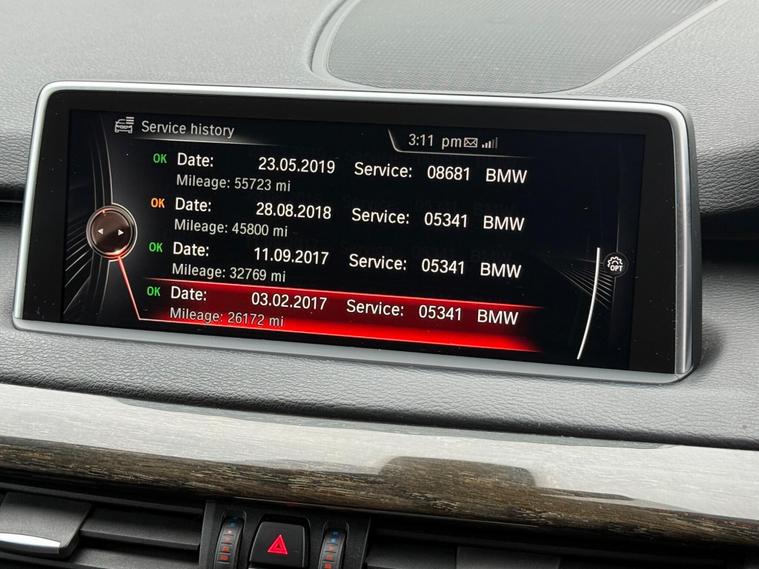 Service history
3:11 pm
OK Date: 23.05.2019 Service: 08681 BMW
Mileage: 55723 mi
OK Date: 28.08.2018 Service: 05341 BMW
Mileage: 45800 mi
OK Date: 11.09.2017 Service: 05341 BMW
Mileage: 32769 mi
OPT
OK Date: 03.02.2017 Service: 05341 BMW
Mileage: 26172 mi